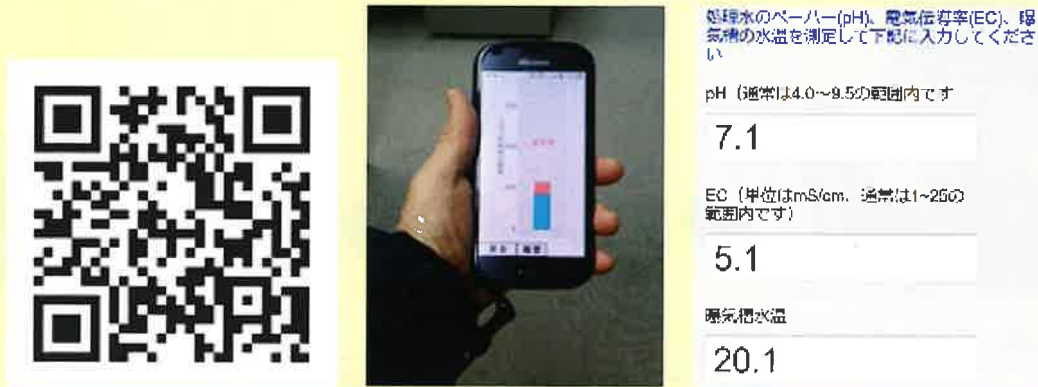 処理水のペーハー(pH)、電気伝導率(EC)、曝
気槽の水温を測定して下記に入力してくださ
い
pH（通常は4.0～9.5の範囲内です
7.1
EC（単位はmS/cm、通常は1~25の
範囲内です）
5.1
曝気槽水温
20.1